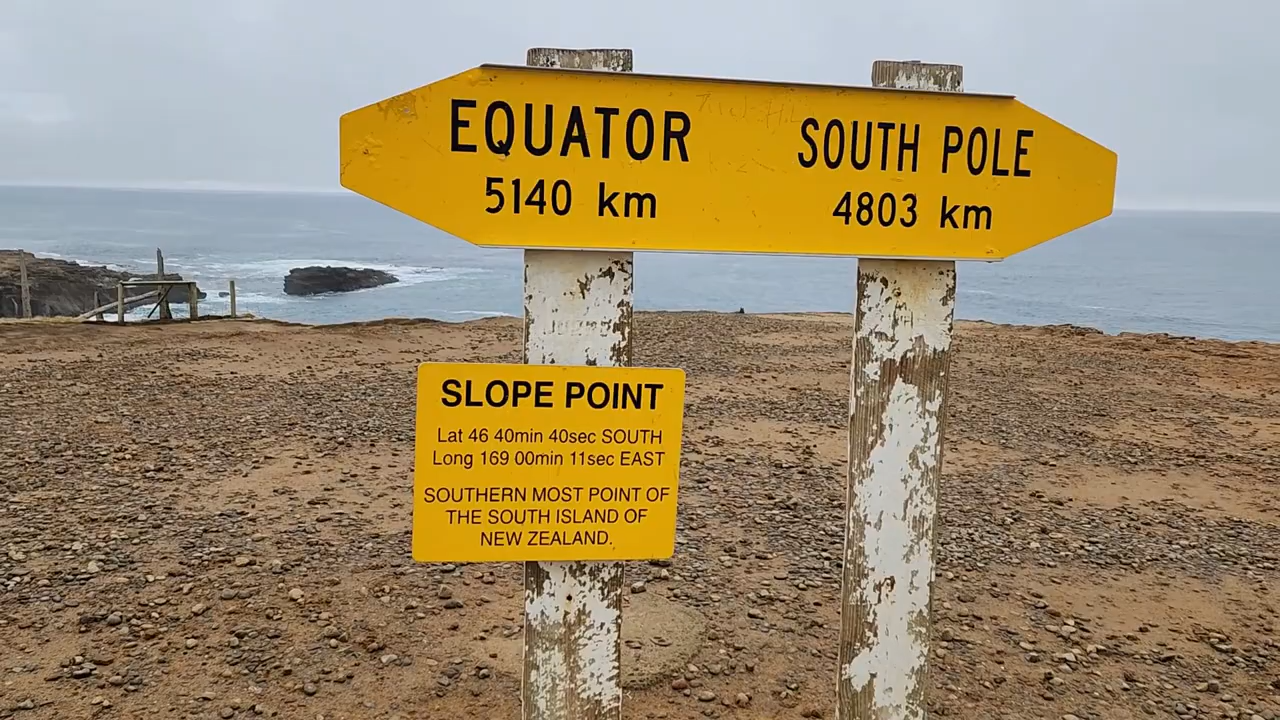 EQUATOR
5140 km
SOUTH POLE
4803 km
SLOPE POINT
Lat 46 40min 40sec SOUTH
Long 169 00min 11sec EAST
SOUTHERN MOST POINT OF
THE SOUTH ISLAND OF
NEW ZEALAND.